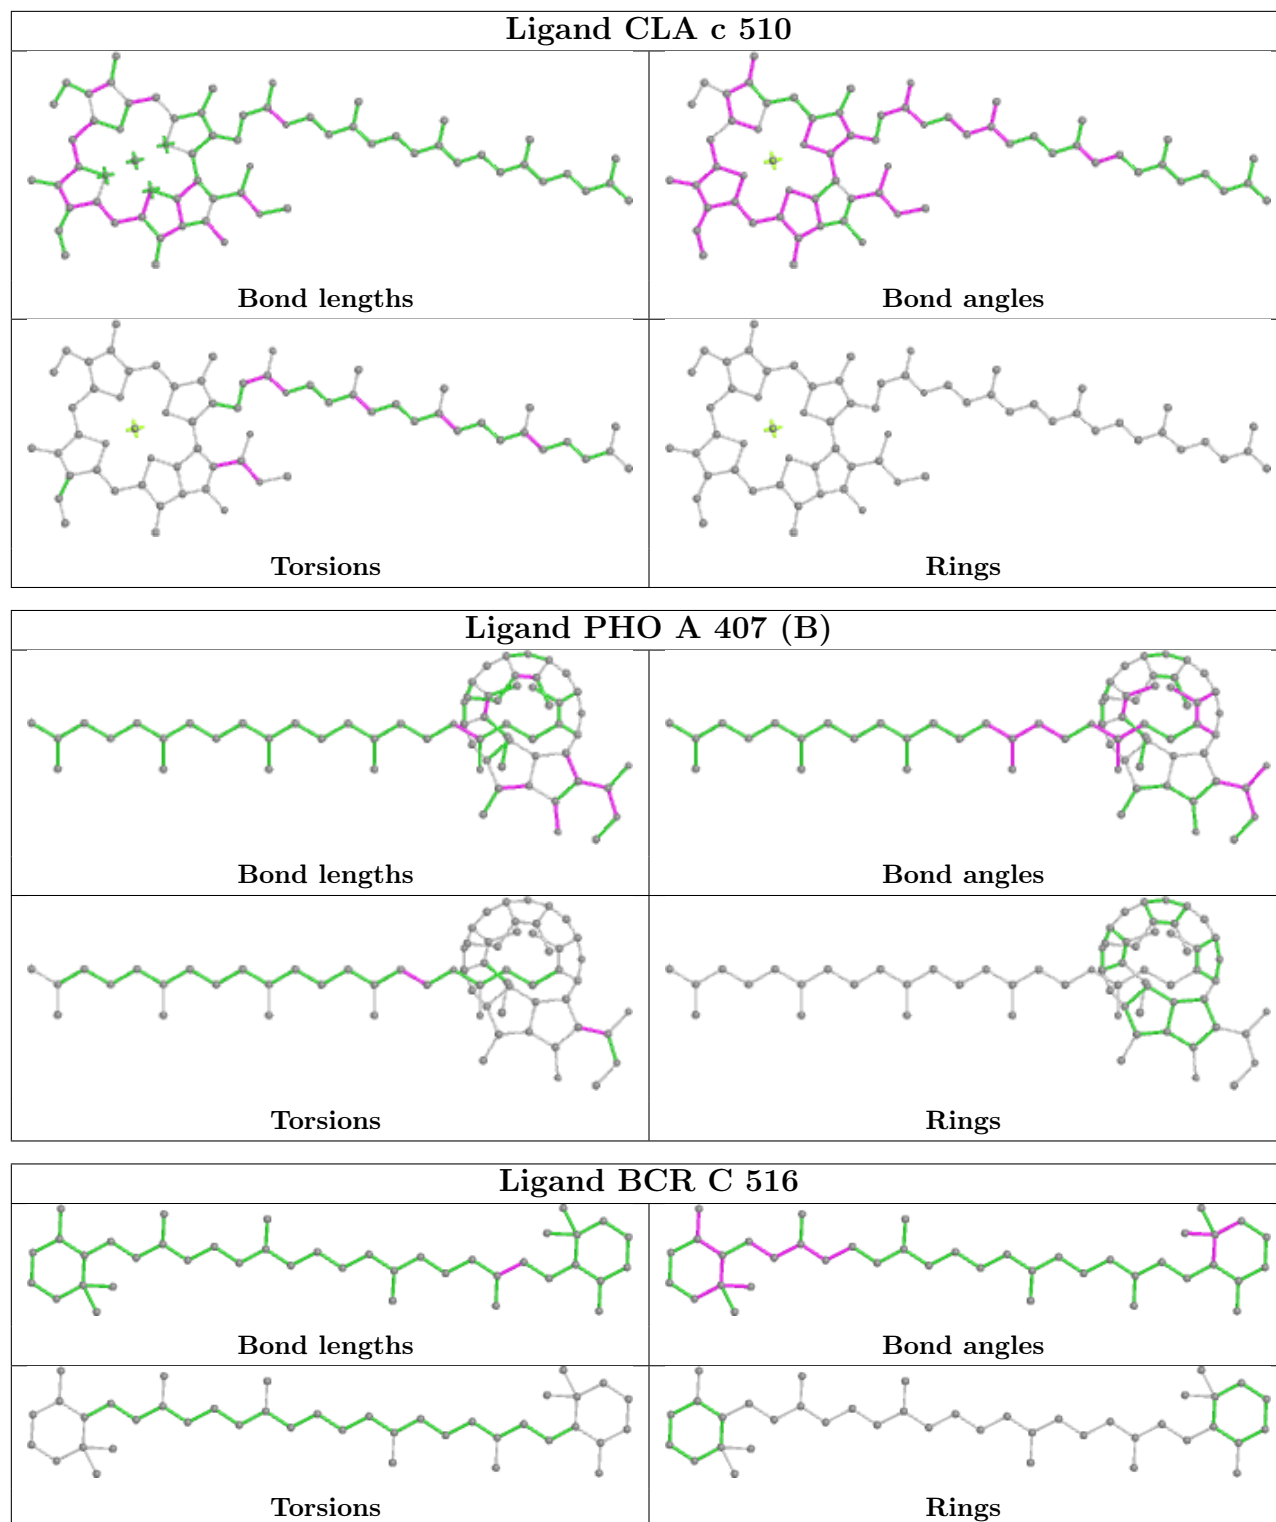 Ligand CLA c 510
Bond lengths
Bond angles
Torsions
Rings
Ligand PHO A 407 (B)
Bond lengths
Bond angles
Torsions
Rings
Ligand BCR C 516
Bond lengths
Bond angles
Torsions
Rings